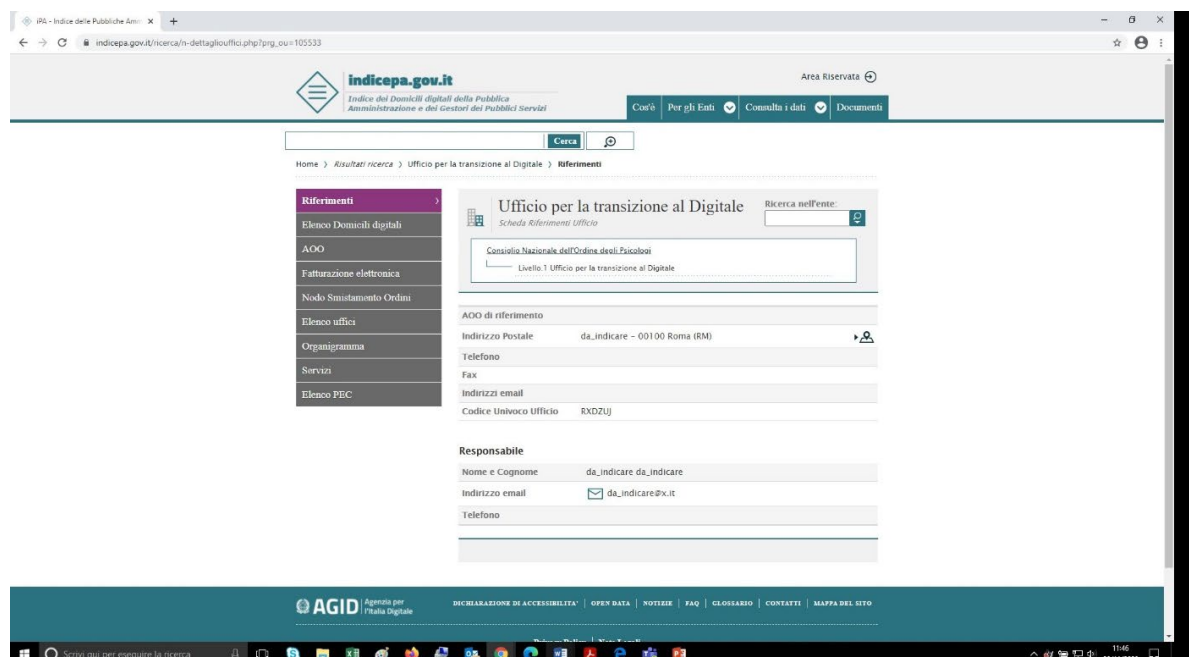 iPA - Indice delle Pubbliche Amm
indicepa.gov.it/ricerca/n-dettagliouffici.php?prg_ou=105533
indicepa.gov.it
Area Riservata
Indice dei Domicili digitali della Pubblica
Amministrazione e dei Gestori dei Pubblici Servizi
Cos'è Per gli Enti Consulta i dati Documenti
Cerca
Home > Risultati ricerca > Ufficio per la transizione al Digitale > Riferimenti
Riferimenti
Elenco Domicili digitali
AOO
Fatturazione elettronica
Nodo Smistamento Ordini
Elenco uffici
Organigramma
Servizi
Elenco PEC
Ufficio per la transizione al Digitale
Scheda Riferimenti Ufficio
Ricerca nell'ente:
Consiglio Nazionale dell'Ordine degli Psicologi
Livello.1 Ufficio per la transizione al Digitale
AOO di riferimento
Indirizzo Postale da_indicare - 00100 Roma (RM)
Telefono
Fax
Indirizzi email
Codice Univoco Ufficio RXDZUJ
Responsabile
Nome e Cognome da_indicare da_indicare
Indirizzo email da_indicare@x.it
Telefono
AGID Agenzia per
l'Italia Digitale
DICHIARAZIONE DI ACCESSIBILITA' | OPEN DATA | NOTIZIE | FAQ | GLOSSARIO | CONTATTI | MAPPA DEL SITO
Privacy Policy | Note Legali
Scrivi qui per eseguire la ricerca
11:46